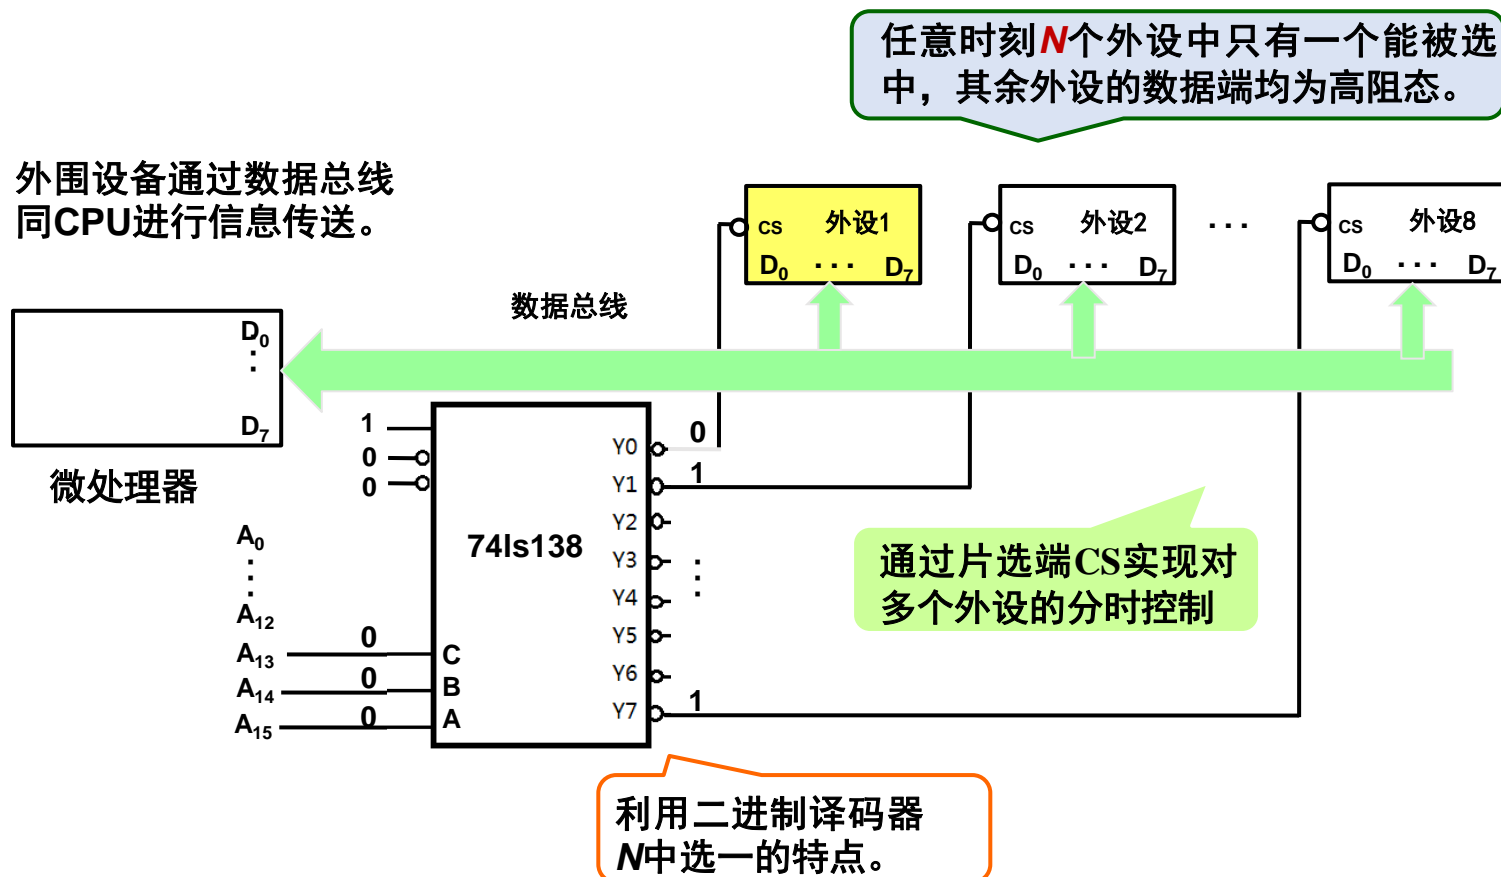 任意时刻N个外设中只有一个能被选
中，其余外设的数据端均为高阻态。
外围设备通过数据总线
同CPU进行信息传送。
CS 外设1
D0 ··· D7
CS 外设2
D0 ··· D7
···
CS 外设8
D0 ··· D7
数据总线
D0
⋮
D7
微处理器
1
0
0
74ls138
Y0 0
Y1 1
Y2
Y3
Y4
Y5
Y6
Y7 1
⋮
A0
⋮
A12
A13 0 C
A14 0 B
A15 0 A
通过片选端CS实现对
多个外设的分时控制
利用二进制译码器
N中选一的特点。